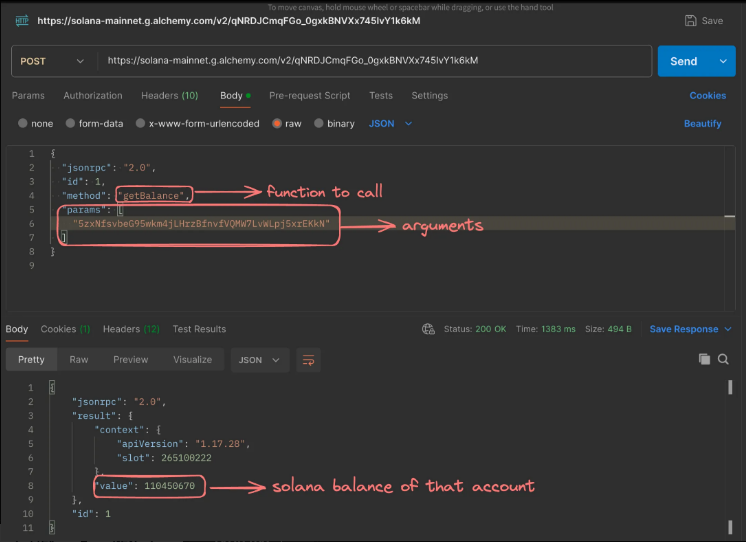 To move canvas, hold mouse wheel or spacebar while dragging, or use the hand tool
HTTP https://solana-mainnet.g.alchemy.com/v2/qNRDJCmqFGo_0gxkBNVXx745lvY1k6kM Save
POST https://solana-mainnet.g.alchemy.com/v2/qNRDJCmqFGo_0gxkBNVXx745lvY1k6kM Send
Params Authorization Headers (10) Body Pre-request Script Tests Settings Cookies
none form-data x-www-form-urlencoded raw binary JSON Beautify
1 {
2 "jsonrpc": "2.0",
3 "id": 1,
4 "method": "getBalance", function to call
5 "params": [
6 "5zxNfsvbeG95wkm4jLHrzBfnvfVQMW7LvWLpj5xrEKkN" arguments
7 ]
8 }
9
Body Cookies (1) Headers (12) Test Results Status: 200 OK Time: 1383 ms Size: 494 B Save Response
Pretty Raw Preview Visualize JSON
1 {
2 "jsonrpc": "2.0",
3 "result": {
4 "context": {
5 "apiVersion": "1.17.28",
6 "slot": 265100222
7 },
8 "value": 110450670 solana balance of that account
9 },
10 "id": 1
11 }